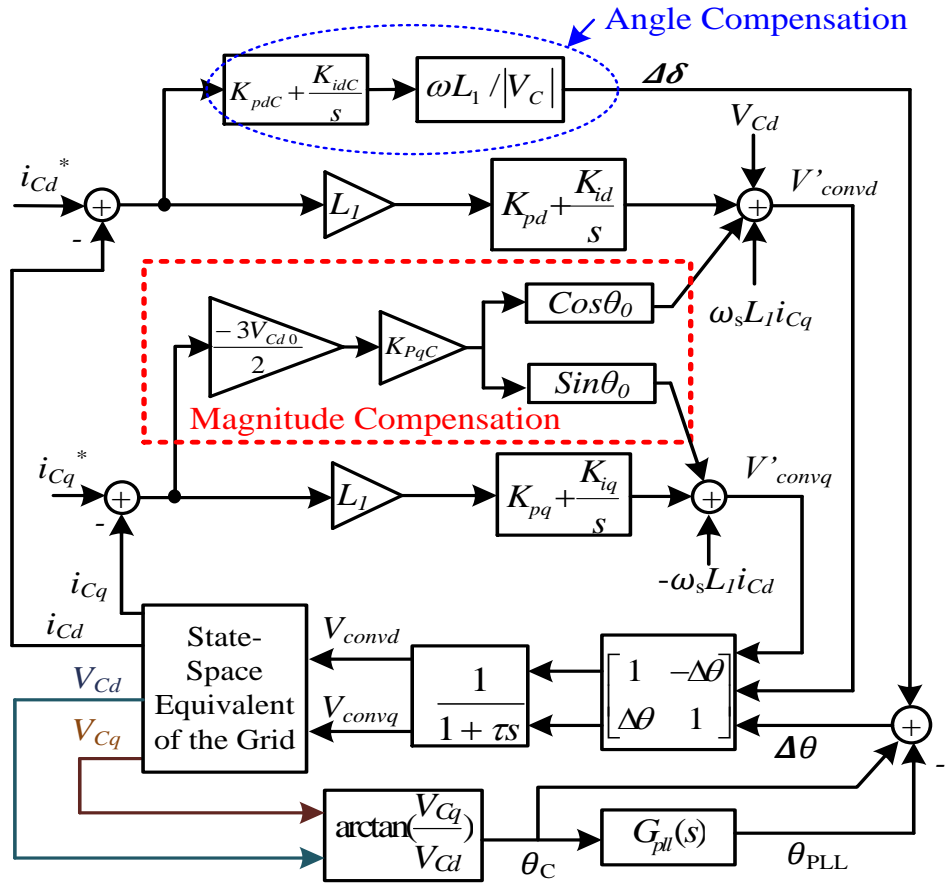 Angle Compensation
K_pdC + K_idC / s
ωL_1 / |V_C|
Δδ
V_Cd
i_Cd*
+
-
L_1
K_pd + K_id / s
+
V'_convd
ω_s L_1 i_Cq
-3V_Cd0 / 2
K_PqC
Cosθ_0
Sinθ_0
Magnitude Compensation
i_Cq*
+
-
L_1
K_pq + K_iq / s
+
V'_convq
-ω_s L_1 i_Cd
i_Cq
i_Cd
V_Cd
V_Cq
State-
Space
Equivalent
of the Grid
V_convd
V_convq
1 / 1 + τs
1 -Δθ
Δθ 1
Δθ
+
-
arctan(V_Cq / V_Cd)
θ_C
G_pll(s)
θ_PLL